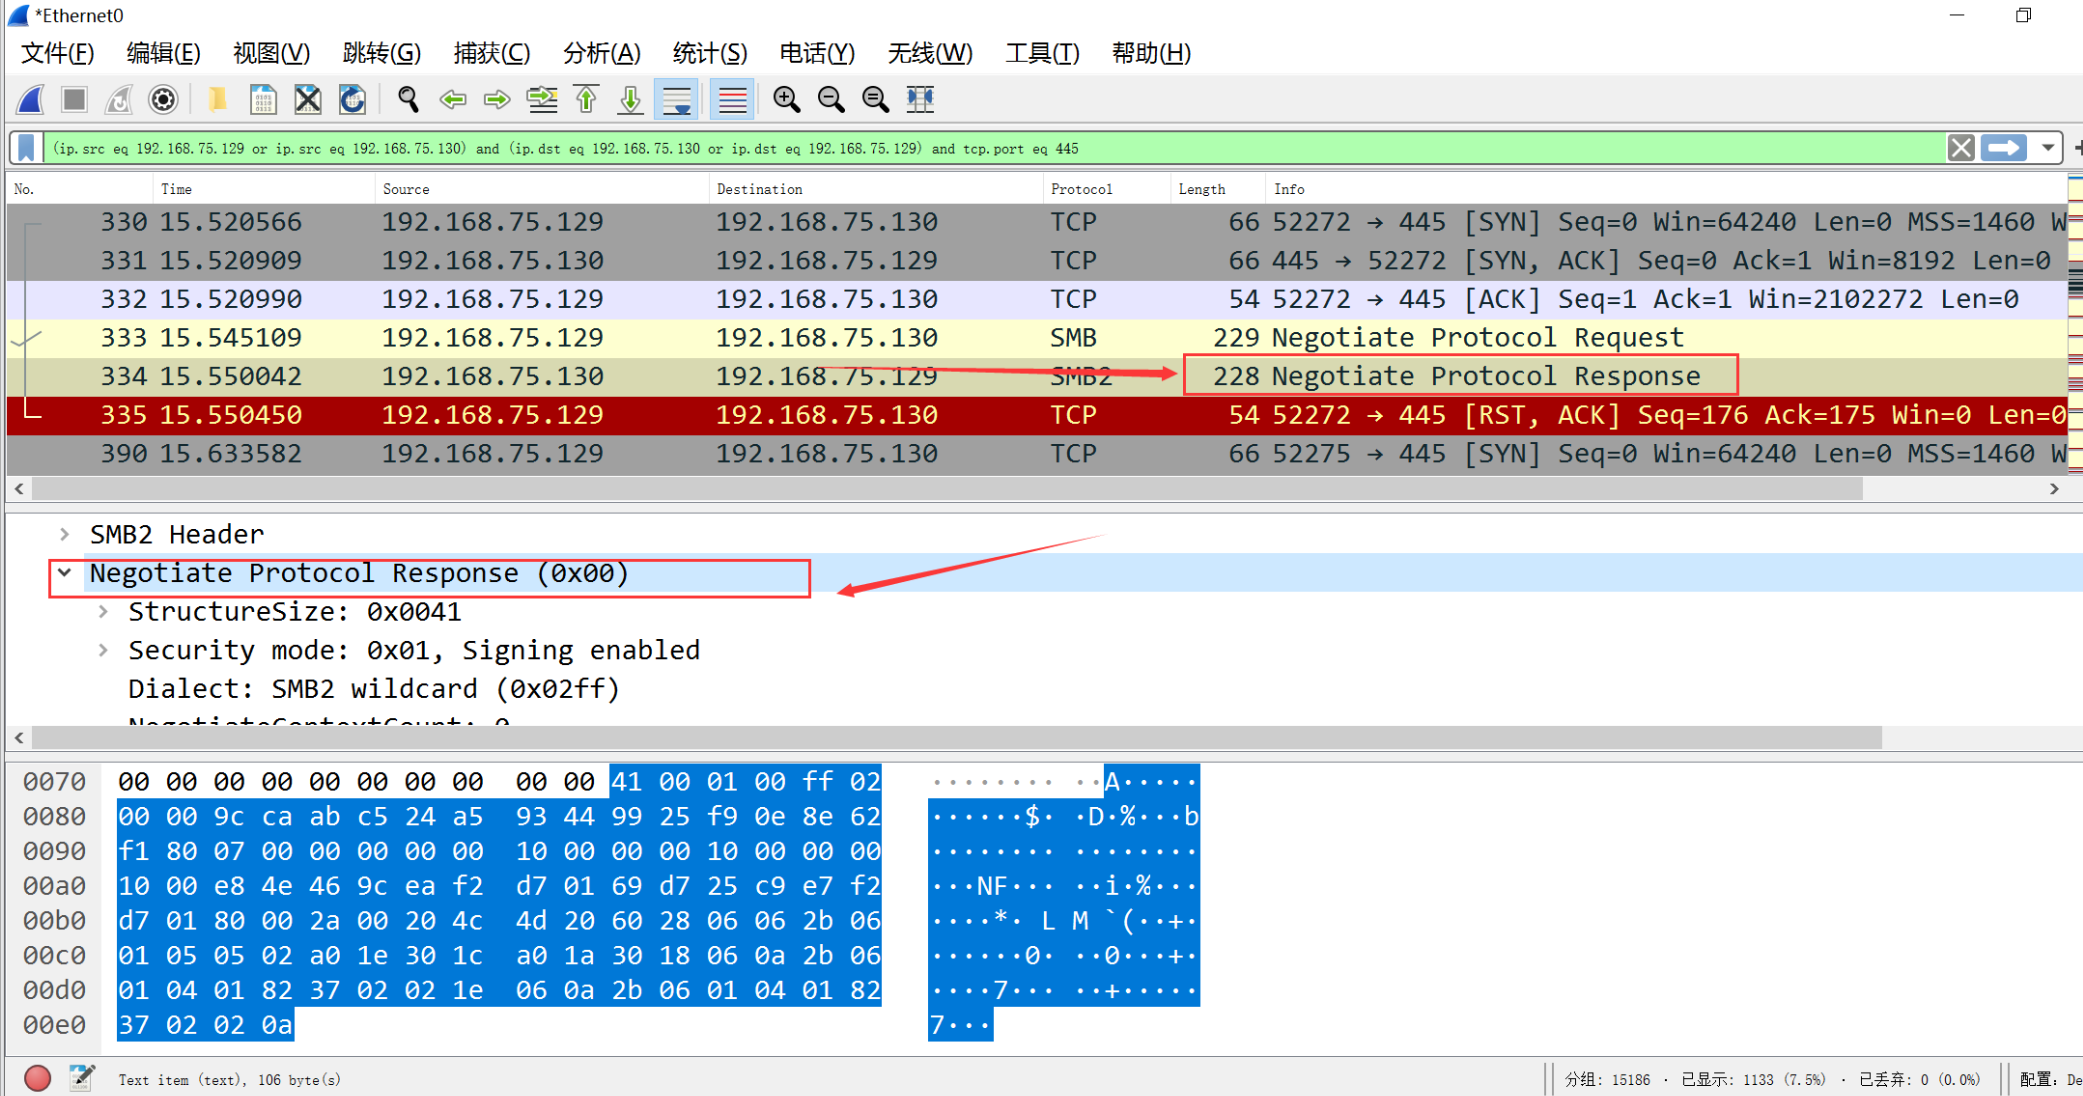 *Ethernet0
文件(F) 编辑(E) 视图(V) 跳转(G) 捕获(C) 分析(A) 统计(S) 电话(Y) 无线(W) 工具(T) 帮助(H)
(ip.src eq 192.168.75.129 or ip.src eq 192.168.75.130) and (ip.dst eq 192.168.75.130 or ip.dst eq 192.168.75.129) and tcp.port eq 445
No. Time Source Destination Protocol Length Info
330 15.520566 192.168.75.129 192.168.75.130 TCP 66 52272 → 445 [SYN] Seq=0 Win=64240 Len=0 MSS=1460 W
331 15.520909 192.168.75.130 192.168.75.129 TCP 66 445 → 52272 [SYN, ACK] Seq=0 Ack=1 Win=8192 Len=0
332 15.520990 192.168.75.129 192.168.75.130 TCP 54 52272 → 445 [ACK] Seq=1 Ack=1 Win=2102272 Len=0
333 15.545109 192.168.75.129 192.168.75.130 SMB 229 Negotiate Protocol Request
334 15.550042 192.168.75.130 192.168.75.129 SMB2 228 Negotiate Protocol Response
335 15.550450 192.168.75.129 192.168.75.130 TCP 54 52272 → 445 [RST, ACK] Seq=176 Ack=175 Win=0 Len=0
390 15.633582 192.168.75.129 192.168.75.130 TCP 66 52275 → 445 [SYN] Seq=0 Win=64240 Len=0 MSS=1460 W
SMB2 Header
Negotiate Protocol Response (0x00)
StructureSize: 0x0041
Security mode: 0x01, Signing enabled
Dialect: SMB2 wildcard (0x02ff)
NegotiateContextCount: 0
0070 00 00 00 00 00 00 00 00 00 00 41 00 01 00 ff 02 ········ ··A·····
0080 00 00 9c ca ab c5 24 a5 93 44 99 25 f9 0e 8e 62 ······$· ·D·%···b
0090 f1 80 07 00 00 00 00 00 10 00 00 00 10 00 00 00 ········ ········
00a0 10 00 e8 4e 46 9c ea f2 d7 01 69 d7 25 c9 e7 f2 ···NF··· ··i·%···
00b0 d7 01 80 00 2a 00 20 4c 4d 20 60 28 06 06 2b 06 ····*· L M `(··+·
00c0 01 05 05 02 a0 1e 30 1c a0 1a 30 18 06 0a 2b 06 ······0· ··0···+·
00d0 01 04 01 82 37 02 02 1e 06 0a 2b 06 01 04 01 82 ····7··· ··+·····
00e0 37 02 02 0a 7···
Text item (text), 106 byte(s) 分组: 15186 · 已显示: 1133 (7.5%) · 已丢弃: 0 (0.0%) 配置: De